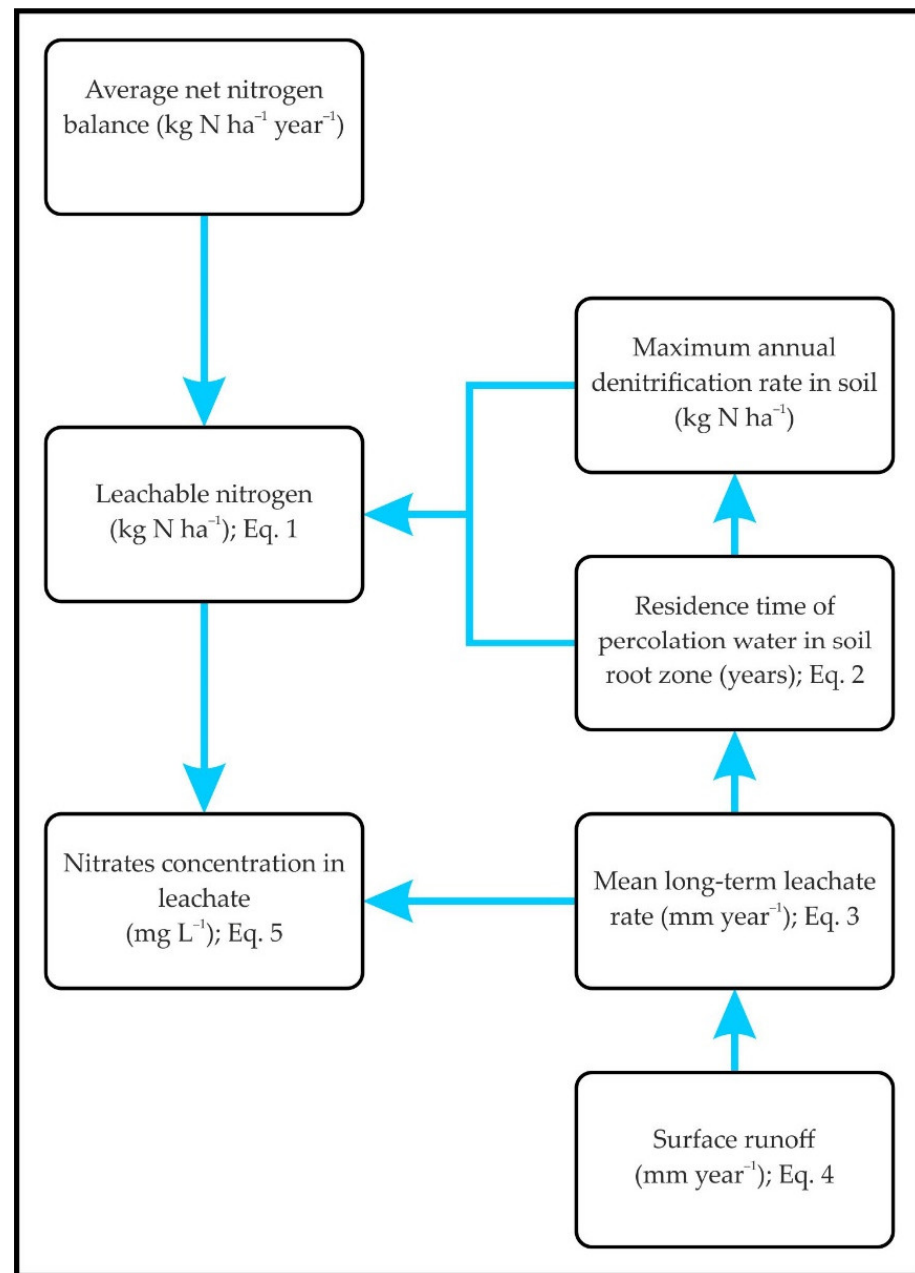 Average net nitrogen
balance (kg N ha⁻¹ year⁻¹)
Maximum annual
denitrification rate in soil
(kg N ha⁻¹)
Leachable nitrogen
(kg N ha⁻¹); Eq. 1
Residence time of
percolation water in soil
root zone (years); Eq. 2
Nitrates concentration in
leachate
(mg L⁻¹); Eq. 5
Mean long-term leachate
rate (mm year⁻¹); Eq. 3
Surface runoff
(mm year⁻¹); Eq. 4